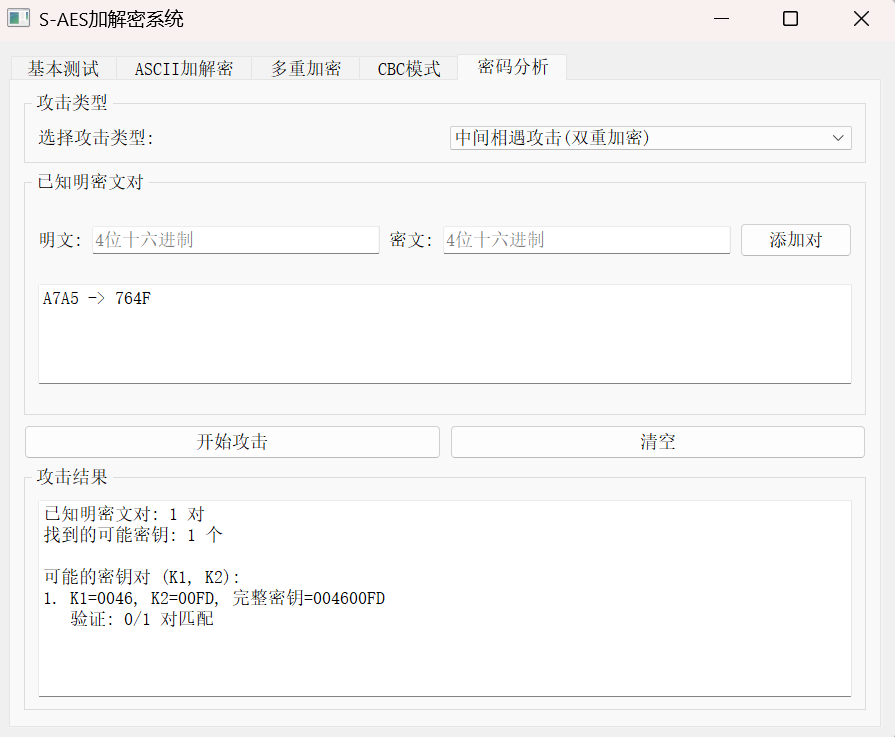 S-AES加解密系统
基本测试 ASCII加解密 多重加密 CBC模式 密码分析
攻击类型
选择攻击类型: 中间相遇攻击(双重加密)
已知明密文对
明文: 4位十六进制 密文: 4位十六进制 添加对
A7A5 -> 764F
开始攻击 清空
攻击结果
已知明密文对: 1 对
找到的可能密钥: 1 个
可能的密钥对 (K1, K2):
1. K1=0046, K2=00FD, 完整密钥=004600FD
验证: 0/1 对匹配